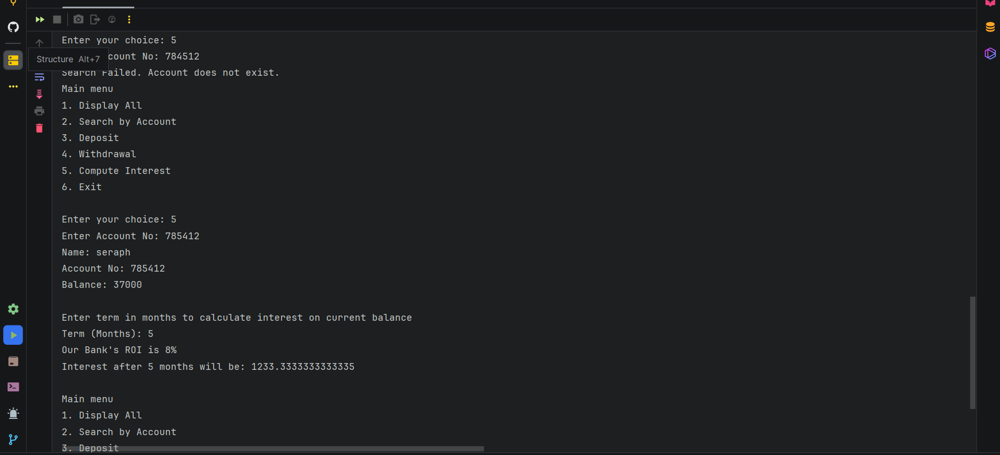 Enter your choice: 5
count No: 784512
Structure Alt+7
Search Failed. Account does not exist.
Main menu
1. Display All
2. Search by Account
3. Deposit
4. Withdrawal
5. Compute Interest
6. Exit
Enter your choice: 5
Enter Account No: 785412
Name: seraph
Account No: 785412
Balance: 37000
Enter term in months to calculate interest on current balance
Term (Months): 5
Our Bank's ROI is 8%
Interest after 5 months will be: 1233.3333333333335
Main menu
1. Display All
2. Search by Account
3. Deposit